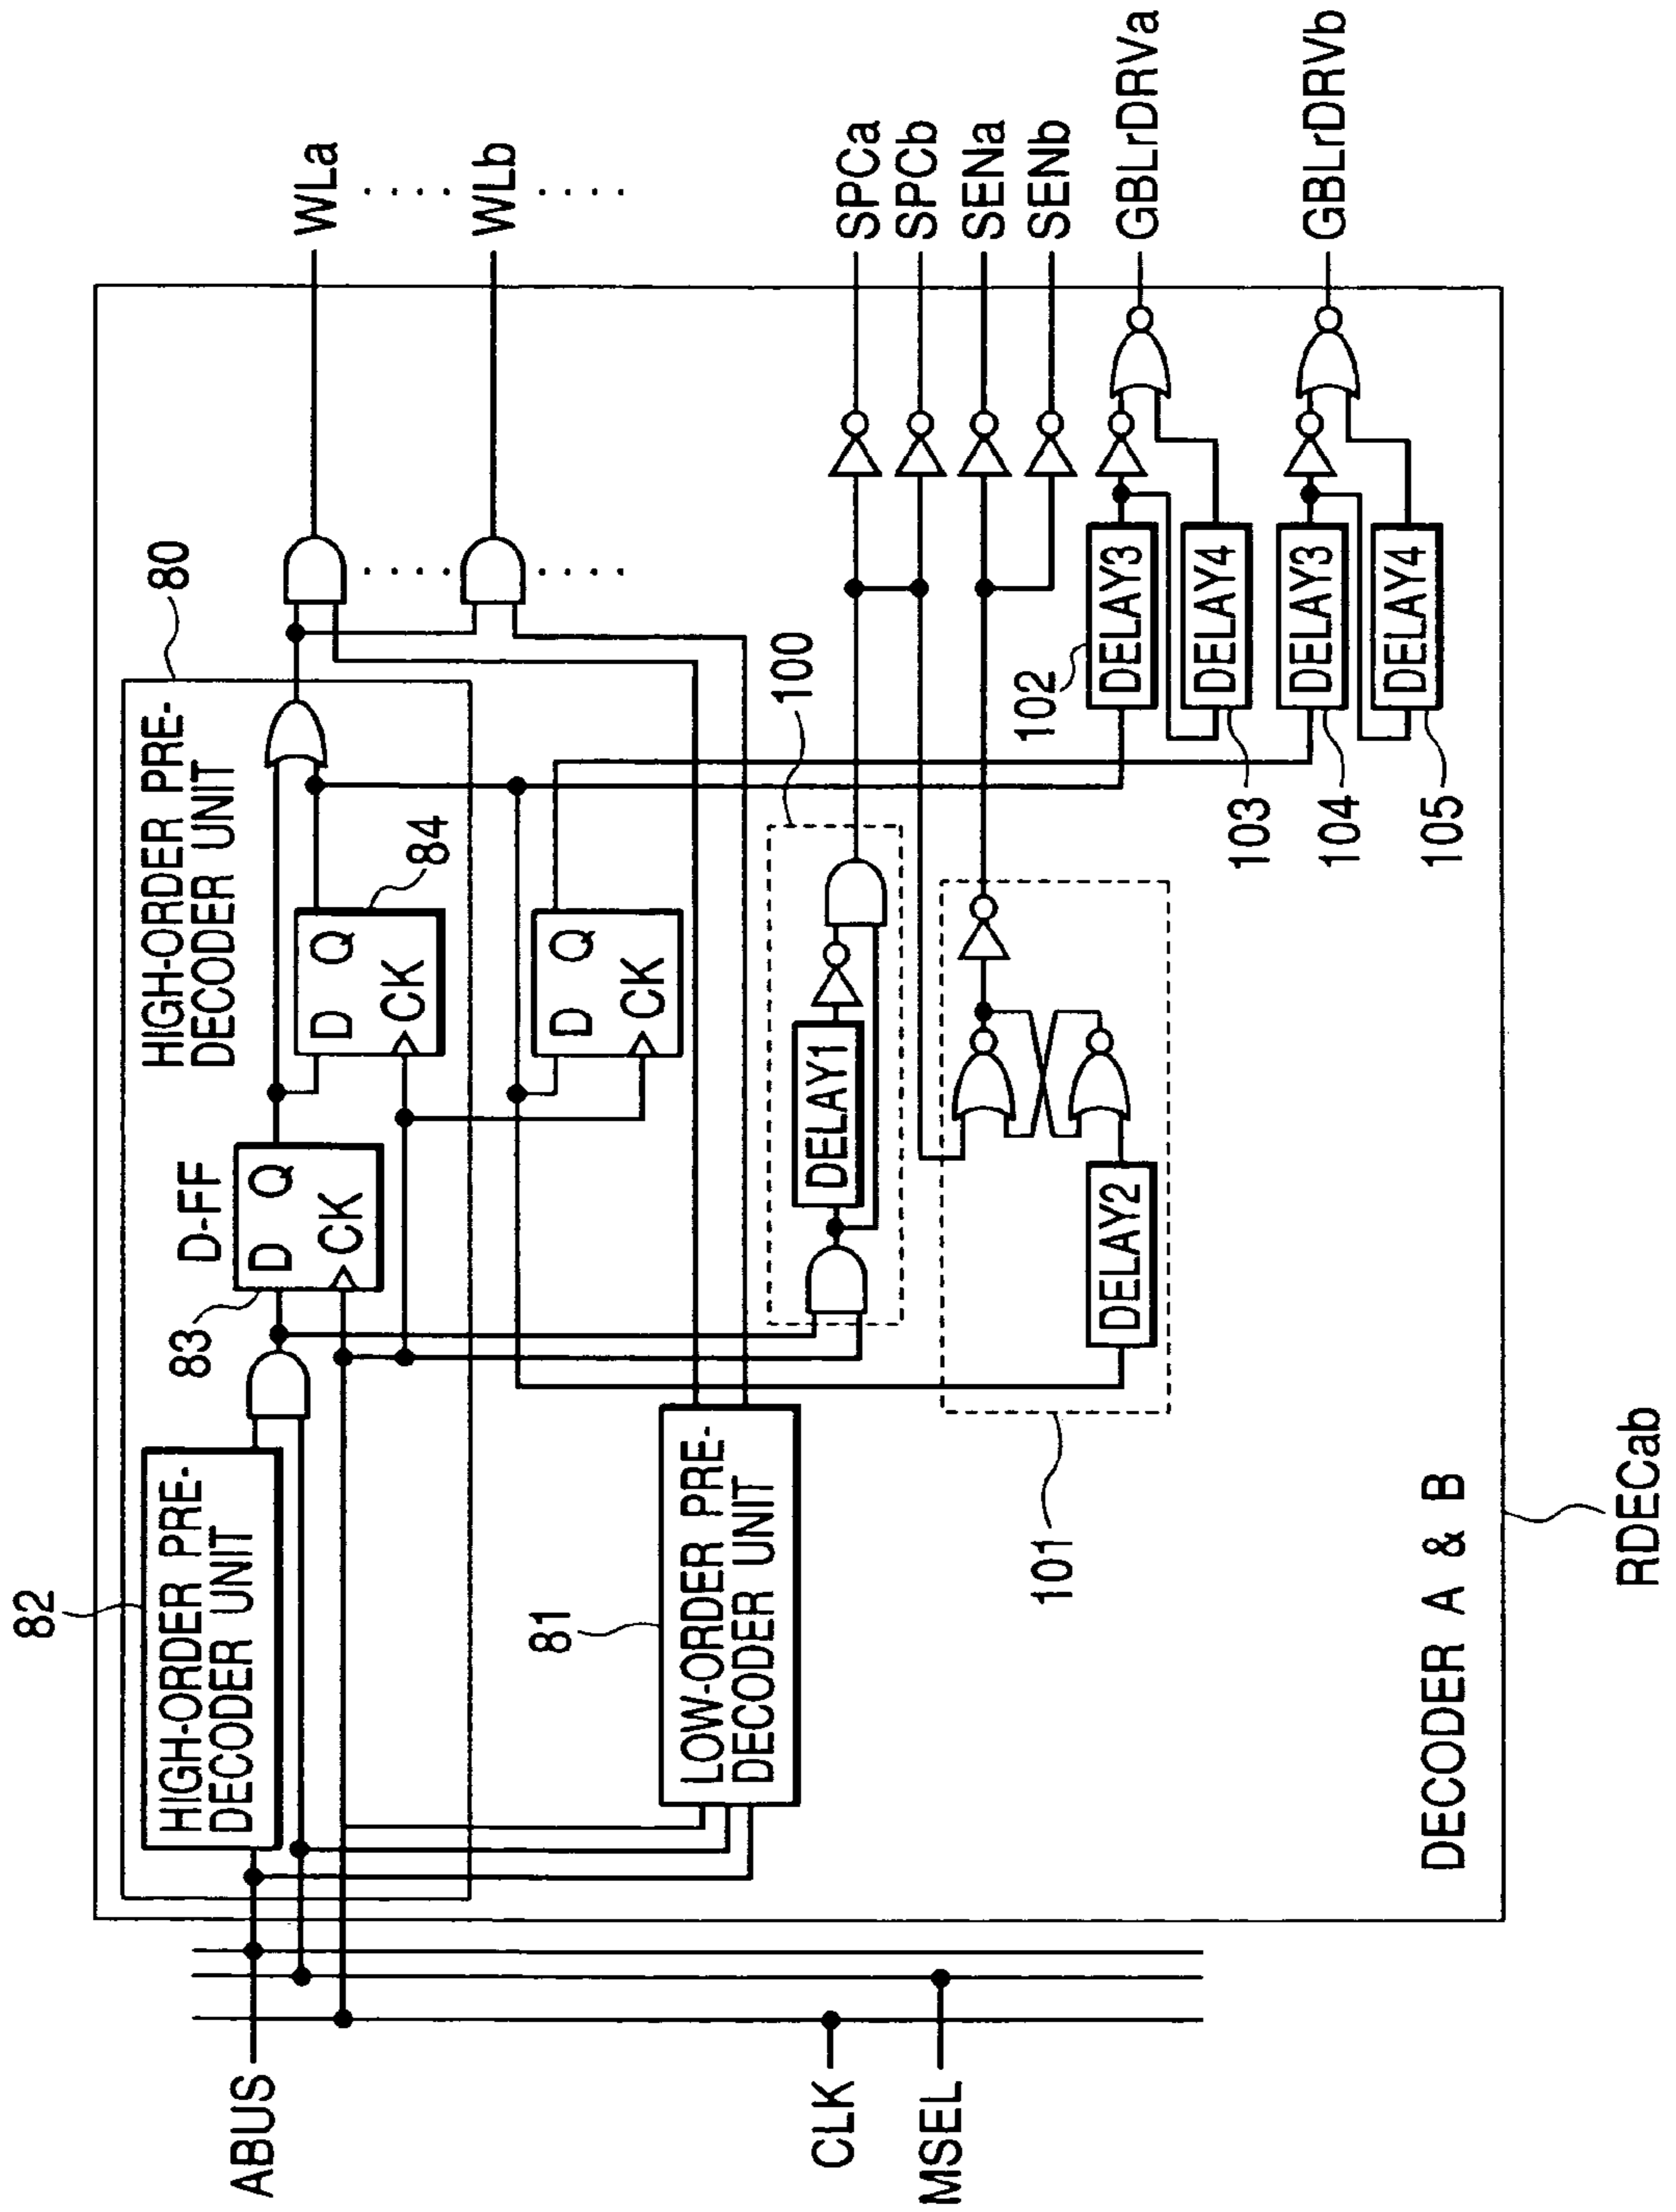 ABUS
CLK
MSEL
82
HIGH-ORDER PRE-
DECODER UNIT
81
LOW-ORDER PRE-
DECODER UNIT
83
D-FF
D Q
CK
HIGH-ORDER PRE-
DECODER UNIT
80
84
D Q
CK
D Q
CK
100
DELAY1
101
DELAY2
102
DELAY3
103
DELAY4
104
DELAY3
105
DELAY4
WLa
WLb
SPCa
SPCb
SENa
SENb
GBLrDRVa
GBLrDRVb
DECODER A & B
RDECab